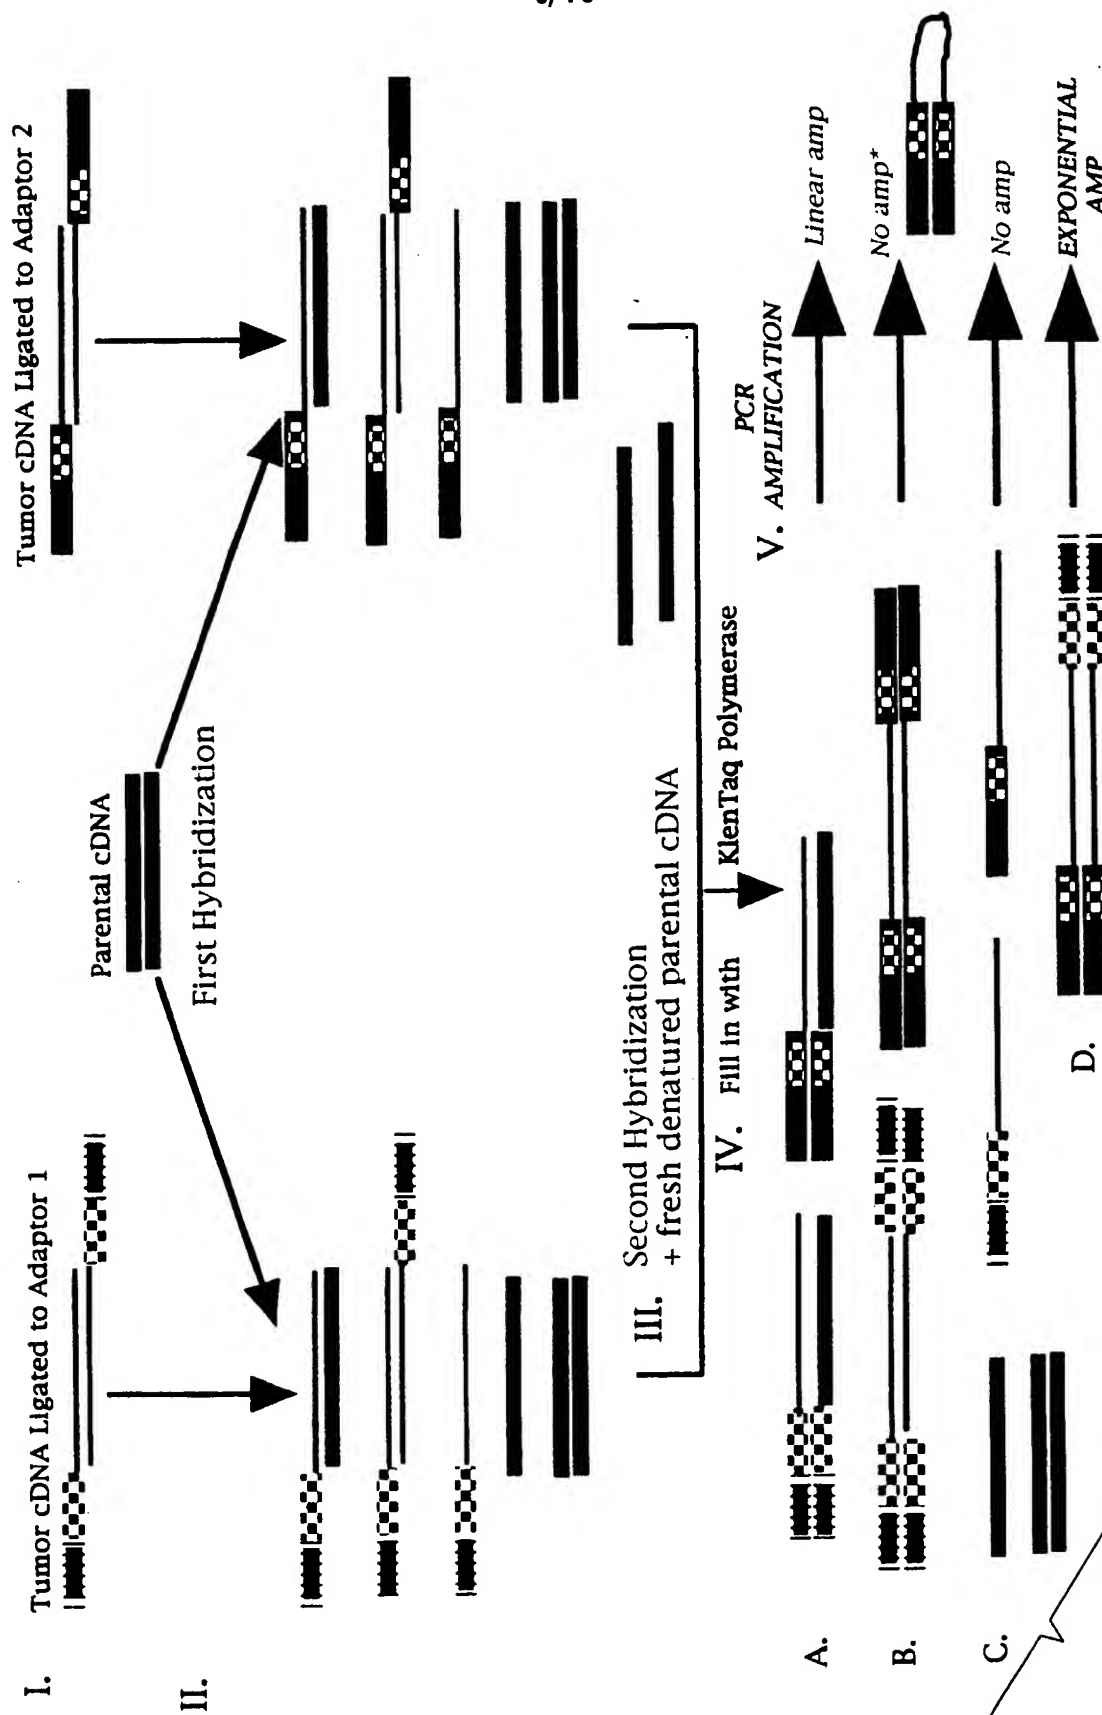 I.
Tumor cDNA Ligated to Adaptor 1
Tumor cDNA Ligated to Adaptor 2
Parental cDNA
II.
First Hybridization
III. Second Hybridization
+ fresh denatured parental cDNA
IV. Fill in with KlenTaq Polymerase
V. PCR
AMPLIFICATION
A.
Linear amp
B.
No amp*
C.
No amp
D.
EXPONENTIAL
AMP